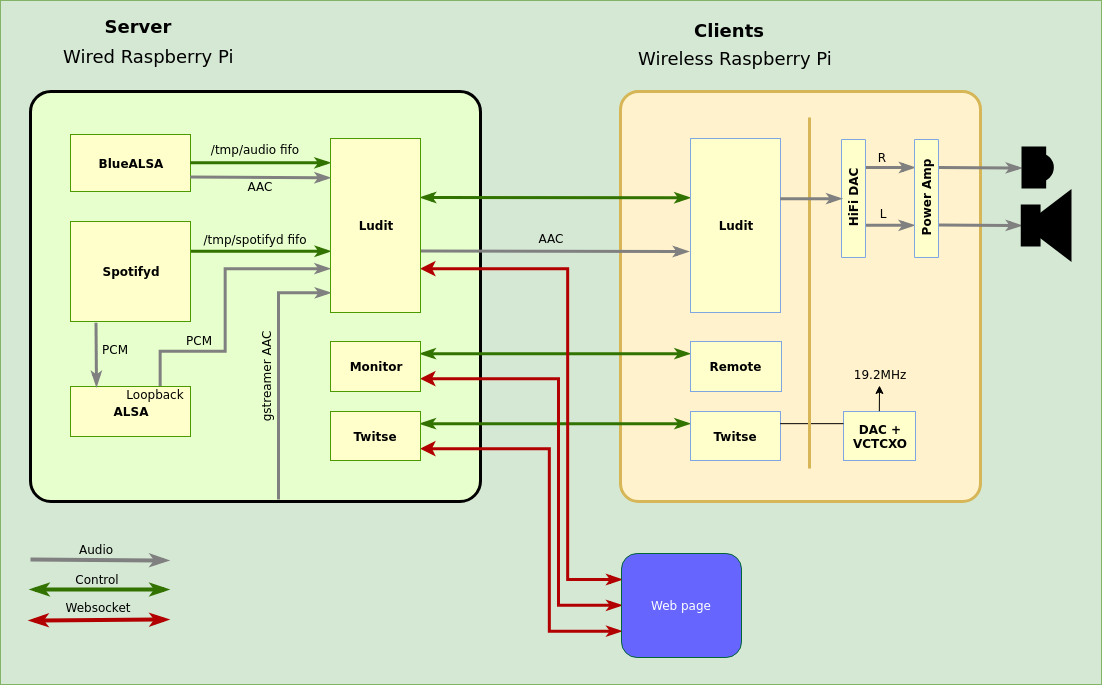 Server
Wired Raspberry Pi
Clients
Wireless Raspberry Pi
BlueALSA
/tmp/audio fifo
AAC
Spotifyd
/tmp/spotifyd fifo
PCM
PCM
Loopback
ALSA
gstreamer AAC
Ludit
Monitor
Twitse
AAC
Ludit
Remote
Twitse
HiFi DAC
R
L
Power Amp
19.2MHz
DAC +
VCTCXO
Audio
Control
Websocket
Web page